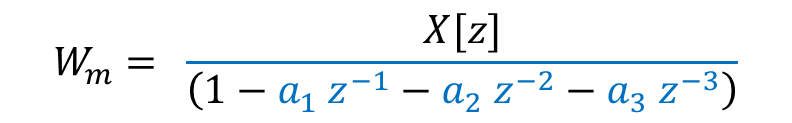 W_m = X[z] / (1 − a_1 z^{−1} − a_2 z^{−2} − a_3 z^{−3})